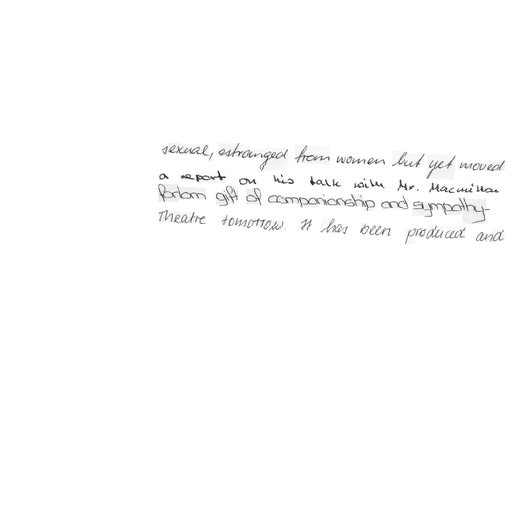 sexual, estranged from women but yet moved
a report on his talk with Mr. Macmillan
forlorn gift of companionship and sympathy-
Theatre tomorrow. It has been produced and